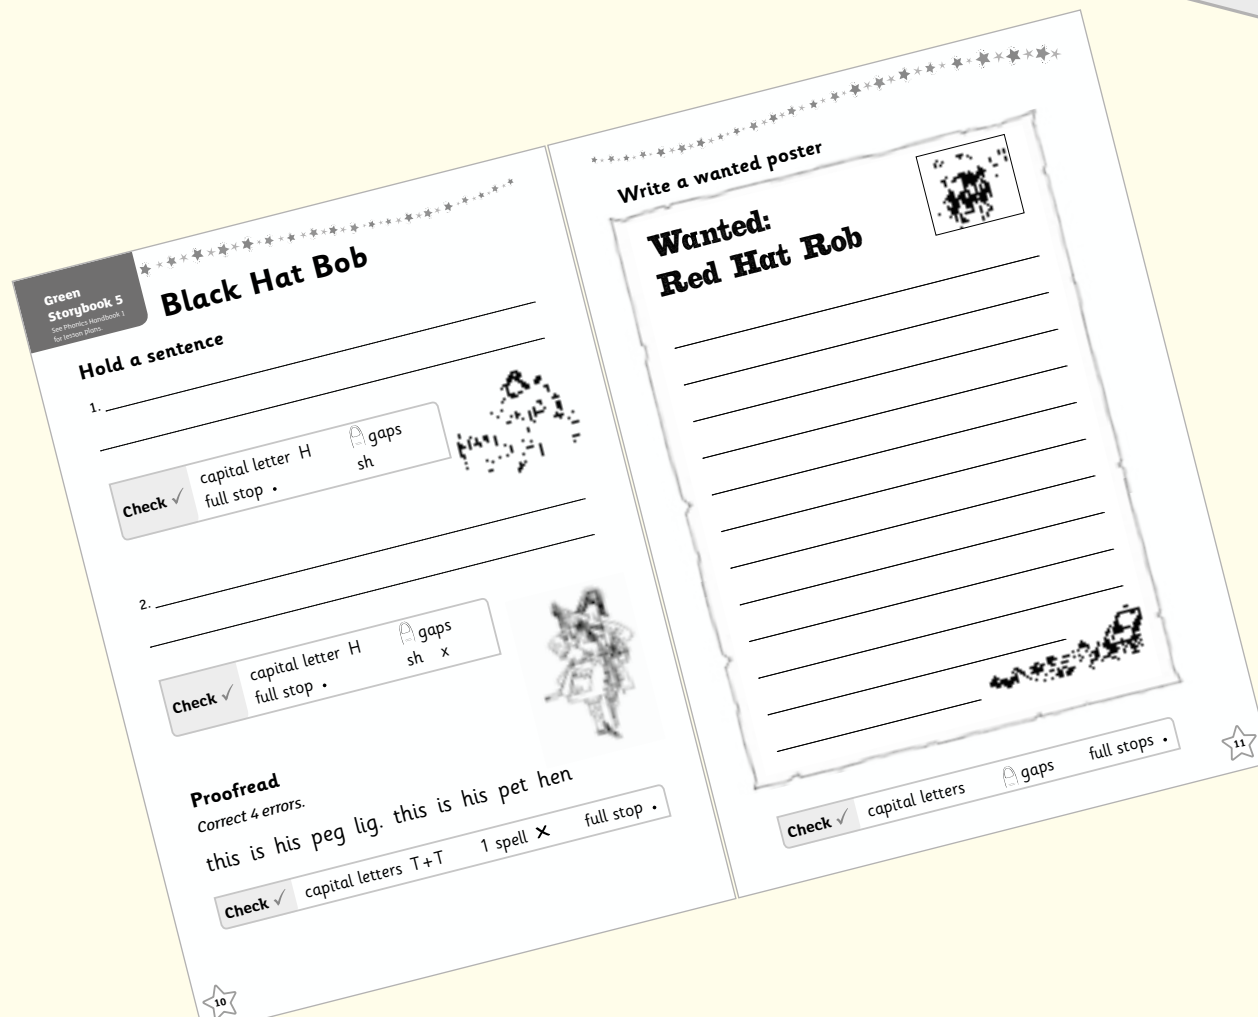 Green
Storybook 5
See Phonics Handbook 1
for lesson plans.
Black Hat Bob
Hold a sentence
1.
Check ✓
capital letter H
gaps
full stop .
sh
2.
Check ✓
capital letter H
gaps
full stop .
sh x
Proofread
Correct 4 errors.
this is his peg lig. this is his pet hen
Check ✓ capital letters T+T 1 spell ✗ full stop .
10
Write a wanted poster
Wanted:
Red Hat Rob
Check ✓ capital letters gaps full stops .
11